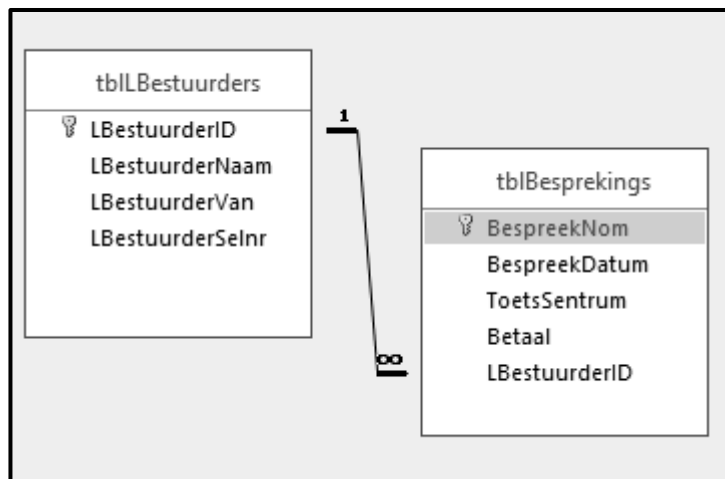 tblLBestuurders
LBestuurderID
LBestuurderNaam
LBestuurderVan
LBestuurderSelnr
1
∞
tblBesprekings
BespreekNom
BespreekDatum
ToetsSentrum
Betaal
LBestuurderID